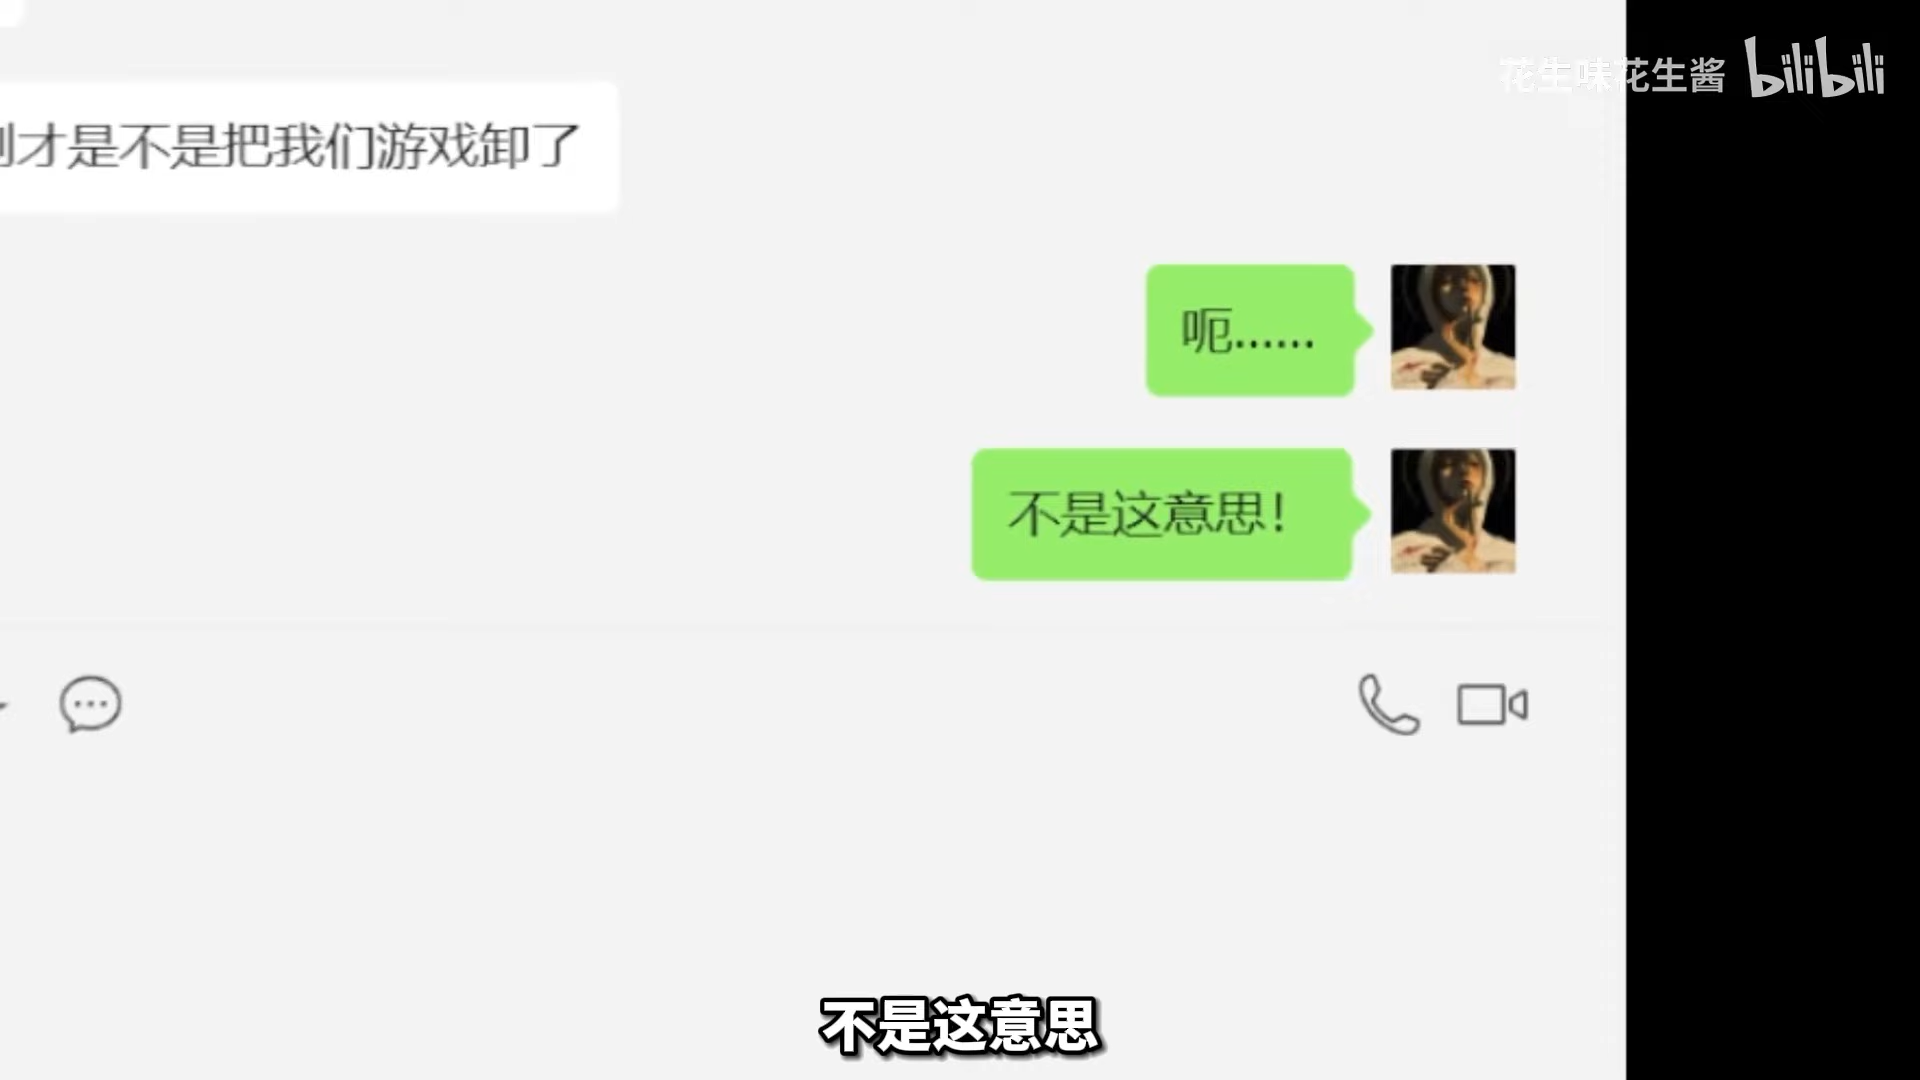 花生味花生酱 bilibili
刚才是不是把我们游戏卸了
呃……
不是这意思！
不是这意思